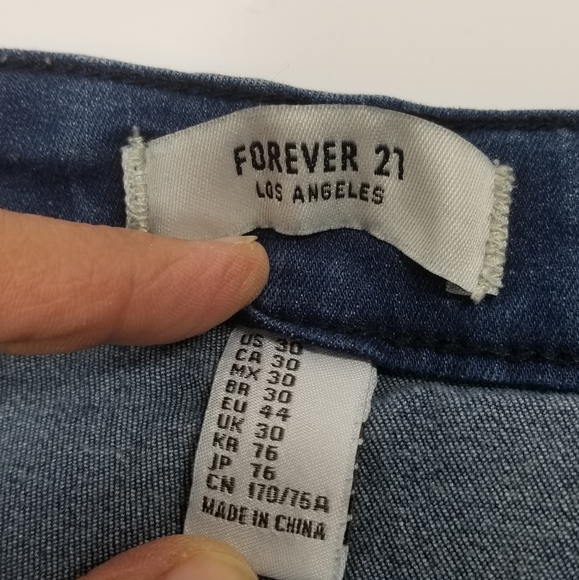 FOREVER 21
LOS ANGELES
US 30
CA 30
MX 30
BR 30
EU 44
UK 30
KR 76
JP 76
CN 170/76A
MADE IN CHINA